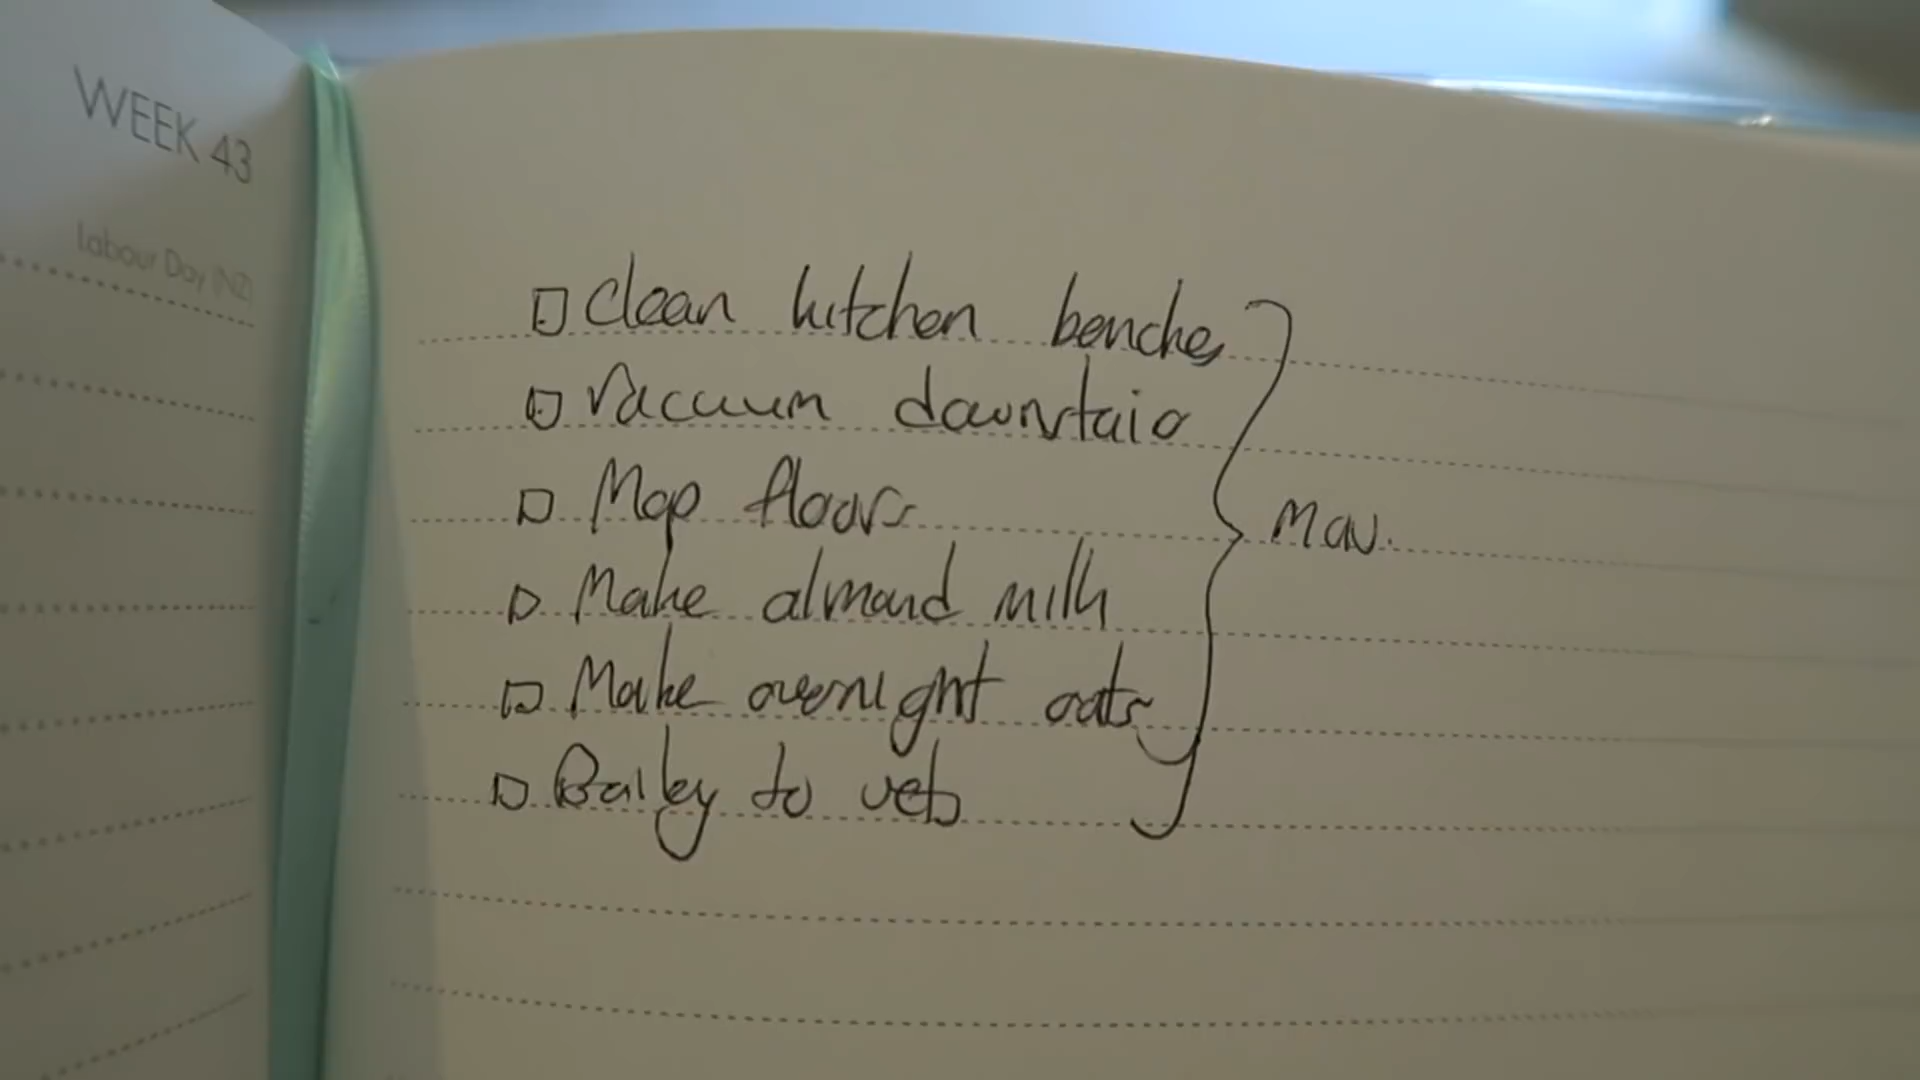 WEEK 43
Labour Day (NZ)
Clean kitchen benches
Vacuum downstairs
Mop floors
Make almond milk
Make overnight oats
Bailey to vets